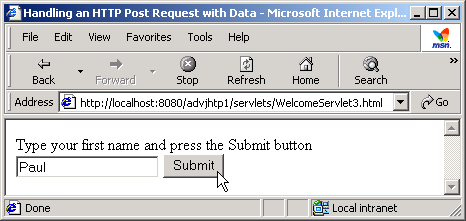 Handling an HTTP Post Request with Data - Microsoft Internet Expl...
File Edit View Favorites Tools Help
msn.
Back Forward Stop Refresh Home Search
Address http://localhost:8080/advjhtp1/servlets/WelcomeServlet3.html Go
Type your first name and press the Submit button
Paul Submit
Done Local intranet